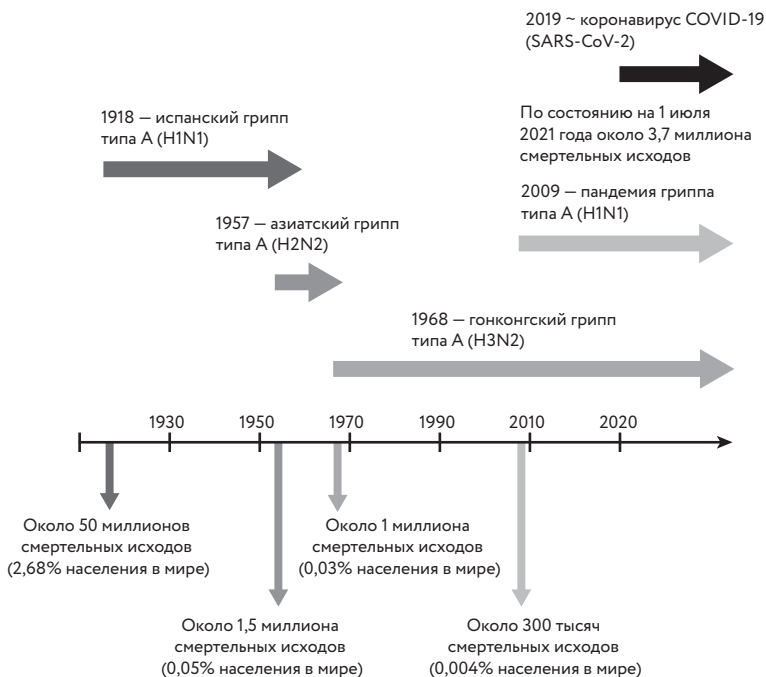 2019 ~ коронавирус COVID-19
(SARS-CoV-2)
По состоянию на 1 июля
2021 года около 3,7 миллиона
смертельных исходов
1918 — испанский грипп
типа А (H1N1)
2009 — пандемия гриппа
типа А (H1N1)
1957 — азиатский грипп
типа А (H2N2)
1968 — гонконгский грипп
типа А (H3N2)
1930 1950 1970 1990 2010 2020
Около 50 миллионов
смертельных исходов
(2,68% населения в мире)
Около 1 миллиона
смертельных исходов
(0,03% населения в мире)
Около 1,5 миллиона
смертельных исходов
(0,05% населения в мире)
Около 300 тысяч
смертельных исходов
(0,004% населения в мире)